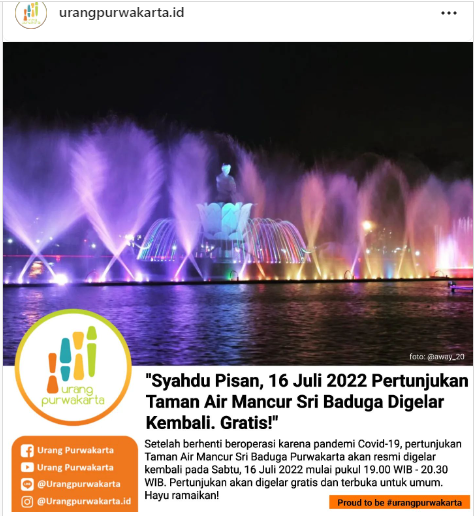 urangpurwakarta.id
foto: @away_20
urang
purwakarta
"Syahdu Pisan, 16 Juli 2022 Pertunjukan
Taman Air Mancur Sri Baduga Digelar
Kembali. Gratis!"
Setelah berhenti beroperasi karena pandemi Covid-19, pertunjukan
Taman Air Mancur Sri Baduga Purwakarta akan resmi digelar
kembali pada Sabtu, 16 Juli 2022 mulai pukul 19.00 WIB - 20.30
WIB. Pertunjukan akan digelar gratis dan terbuka untuk umum.
Hayu ramaikan!
Urang Purwakarta
Urang Purwakarta
@Urangpurwakarta
@Urangpurwakarta.id
Proud to be #urangpurwakarta